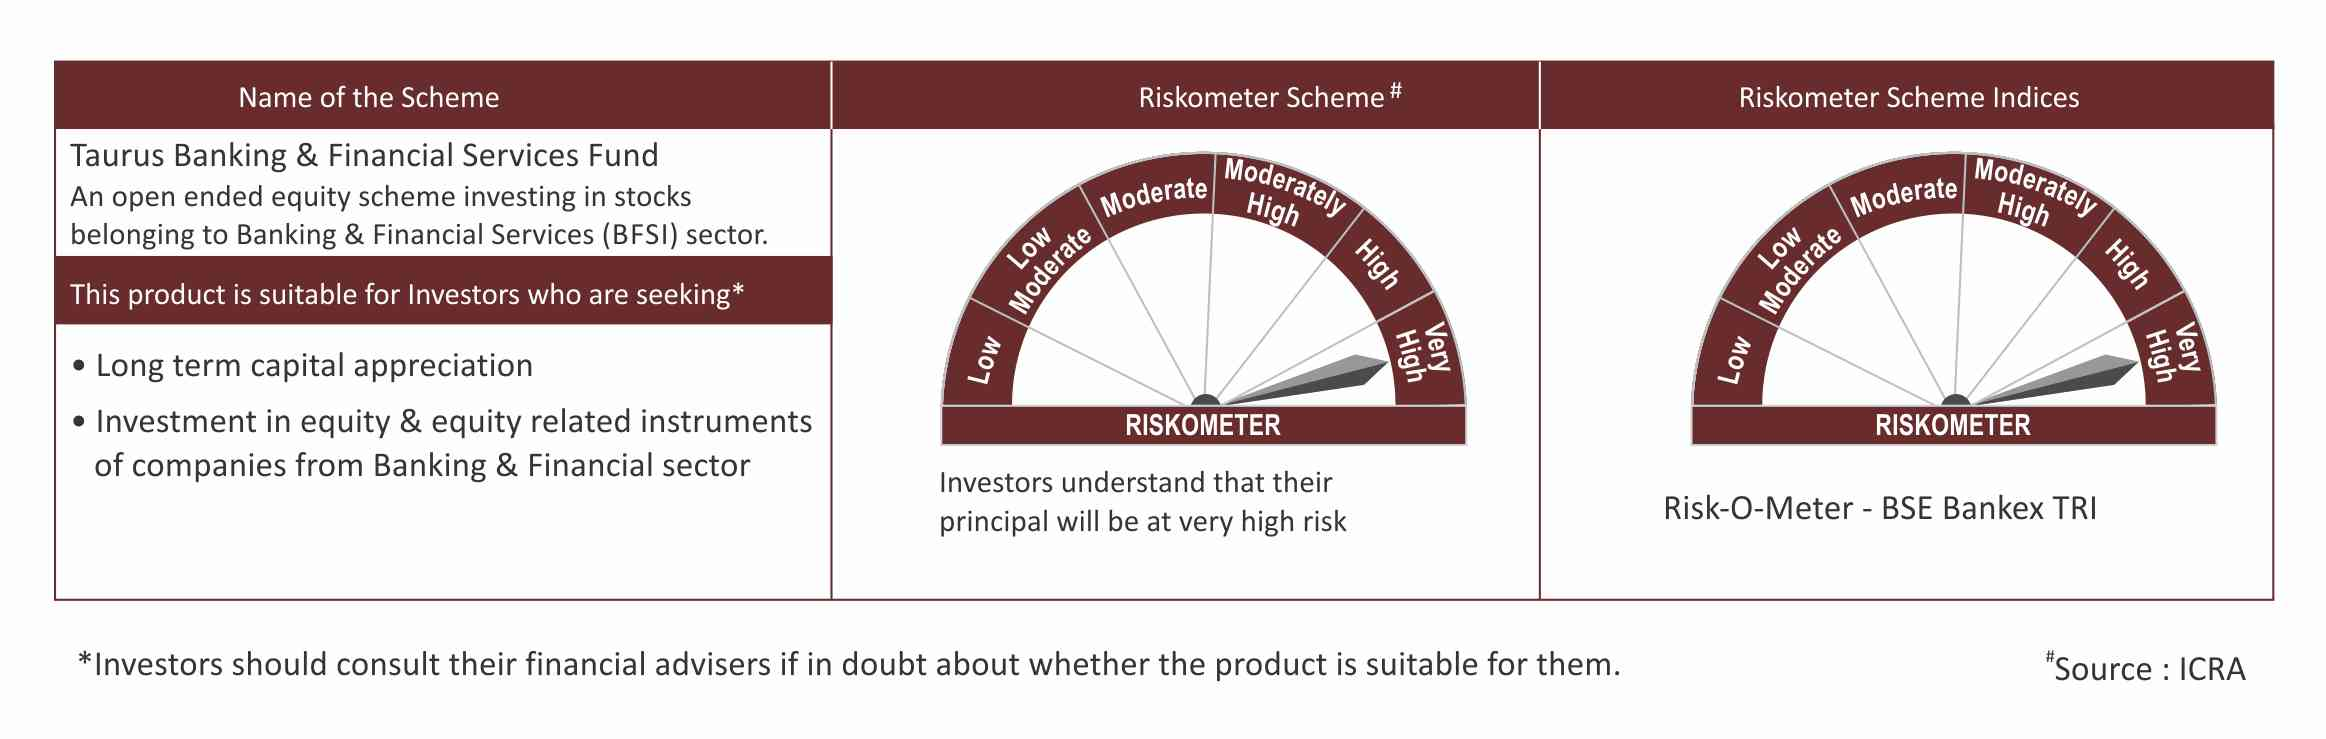 Name of the Scheme
Riskometer Scheme#
Riskometer Scheme Indices
Taurus Banking & Financial Services Fund
An open ended equity scheme investing in stocks
belonging to Banking & Financial Services (BFSI) sector.
This product is suitable for Investors who are seeking*
• Long term capital appreciation
• Investment in equity & equity related instruments
of companies from Banking & Financial sector
Low
Low
Moderate
Moderate
Moderately
High
High
Very
High
RISKOMETER
Investors understand that their
principal will be at very high risk
Low
Low
Moderate
Moderate
Moderately
High
High
Very
High
RISKOMETER
Risk-O-Meter - BSE Bankex TRI
*Investors should consult their financial advisers if in doubt about whether the product is suitable for them.
#Source : ICRA